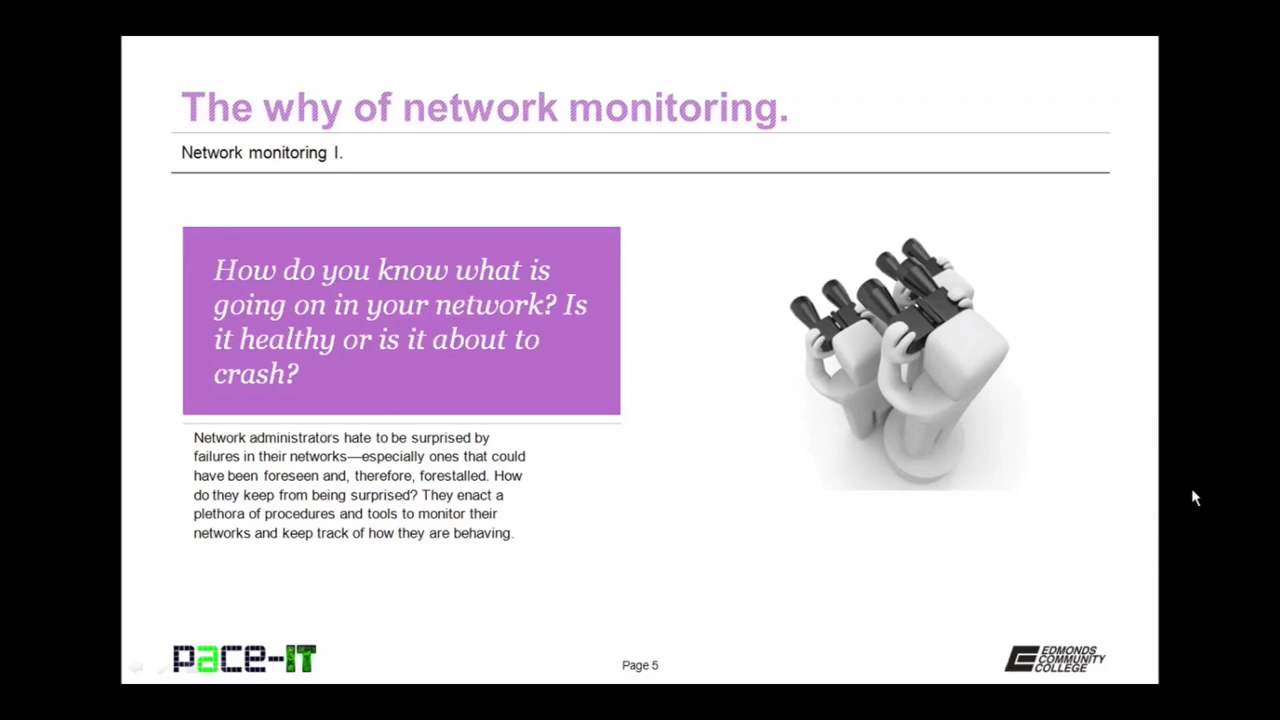 The why of network monitoring.
Network monitoring I.
How do you know what is
going on in your network? Is
it healthy or is it about to
crash?
Network administrators hate to be surprised by
failures in their networks—especially ones that could
have been foreseen and, therefore, forestalled. How
do they keep from being surprised? They enact a
plethora of procedures and tools to monitor their
networks and keep track of how they are behaving.
pace-IT
Page 5
EDMONDS
COMMUNITY
COLLEGE